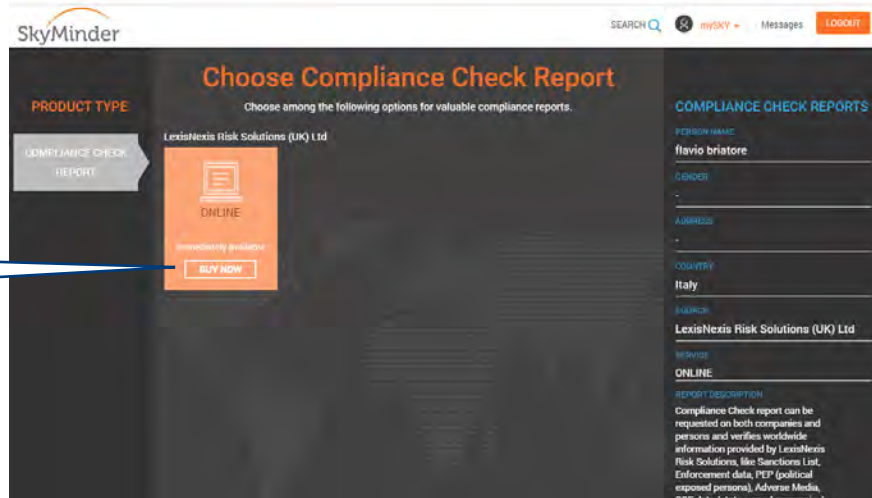 SkyMinder
SEARCH
mySKY
Messages
LOGOUT
Choose Compliance Check Report
Choose among the following options for valuable compliance reports.
PRODUCT TYPE
COMPLIANCE CHECK
REPORT
LexisNexis Risk Solutions (UK) Ltd
ONLINE
Immediately available
BUY NOW
COMPLIANCE CHECK REPORTS
PERSON NAME
flavio briatore
GENDER
-
ADDRESS
-
COUNTRY
Italy
SOURCE
LexisNexis Risk Solutions (UK) Ltd
SERVICE
ONLINE
REPORT DESCRIPTION
Compliance Check report can be
requested on both companies and
persons and verifies worldwide
information provided by LexisNexis
Risk Solutions, like Sanctions List,
Enforcement data, PEP (political
exposed persona), Adverse Media,